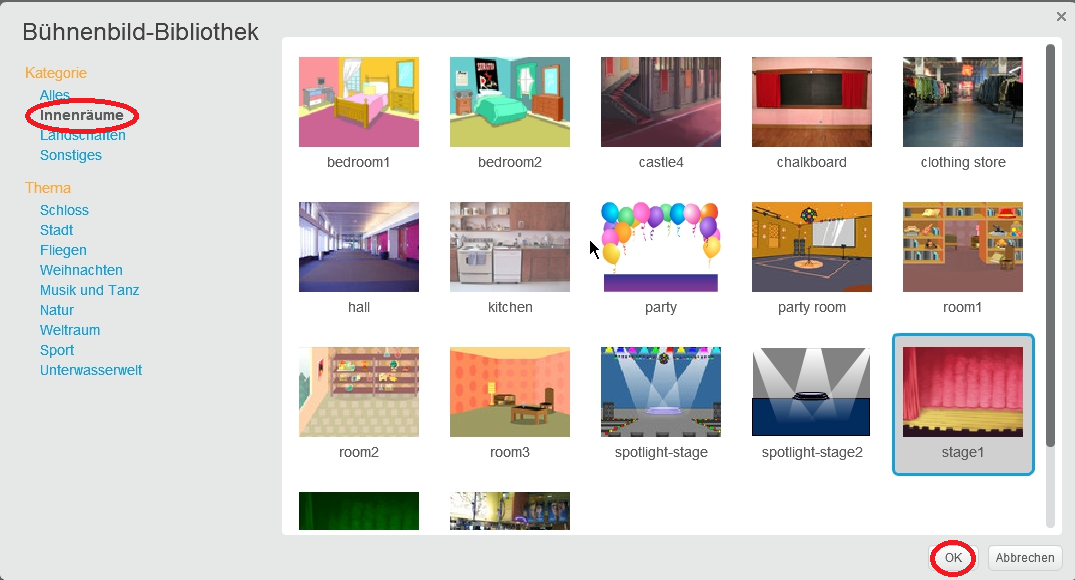 Bühnenbild-Bibliothek
Kategorie
Alles
Innenräume
Landschaften
Sonstiges
Thema
Schloss
Stadt
Fliegen
Weihnachten
Musik und Tanz
Natur
Weltraum
Sport
Unterwasserwelt
bedroom1 bedroom2 castle4 chalkboard clothing store
hall kitchen party party room room1
room2 room3 spotlight-stage spotlight-stage2 stage1
OK Abbrechen